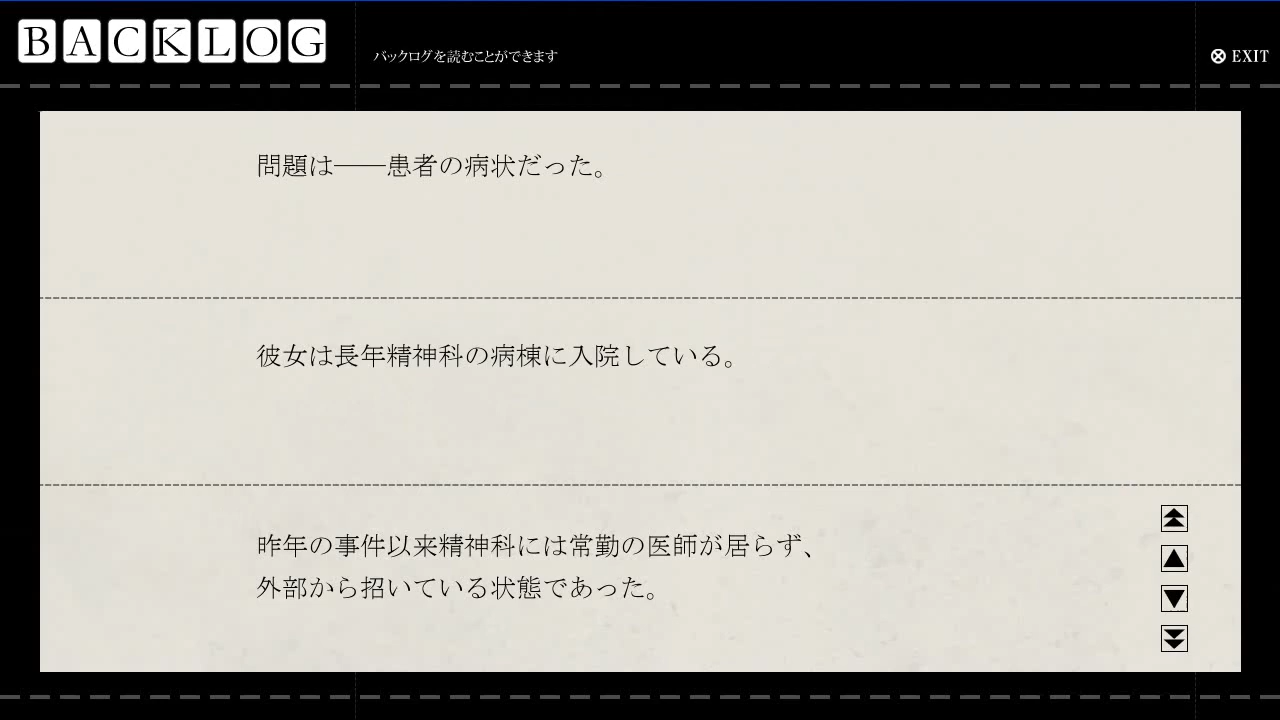 BACKLOG
バックログを読むことができます
EXIT
問題は――患者の病状だった。
彼女は長年精神科の病棟に入院している。
昨年の事件以来精神科には常勤の医師が居らず、
外部から招いている状態であった。